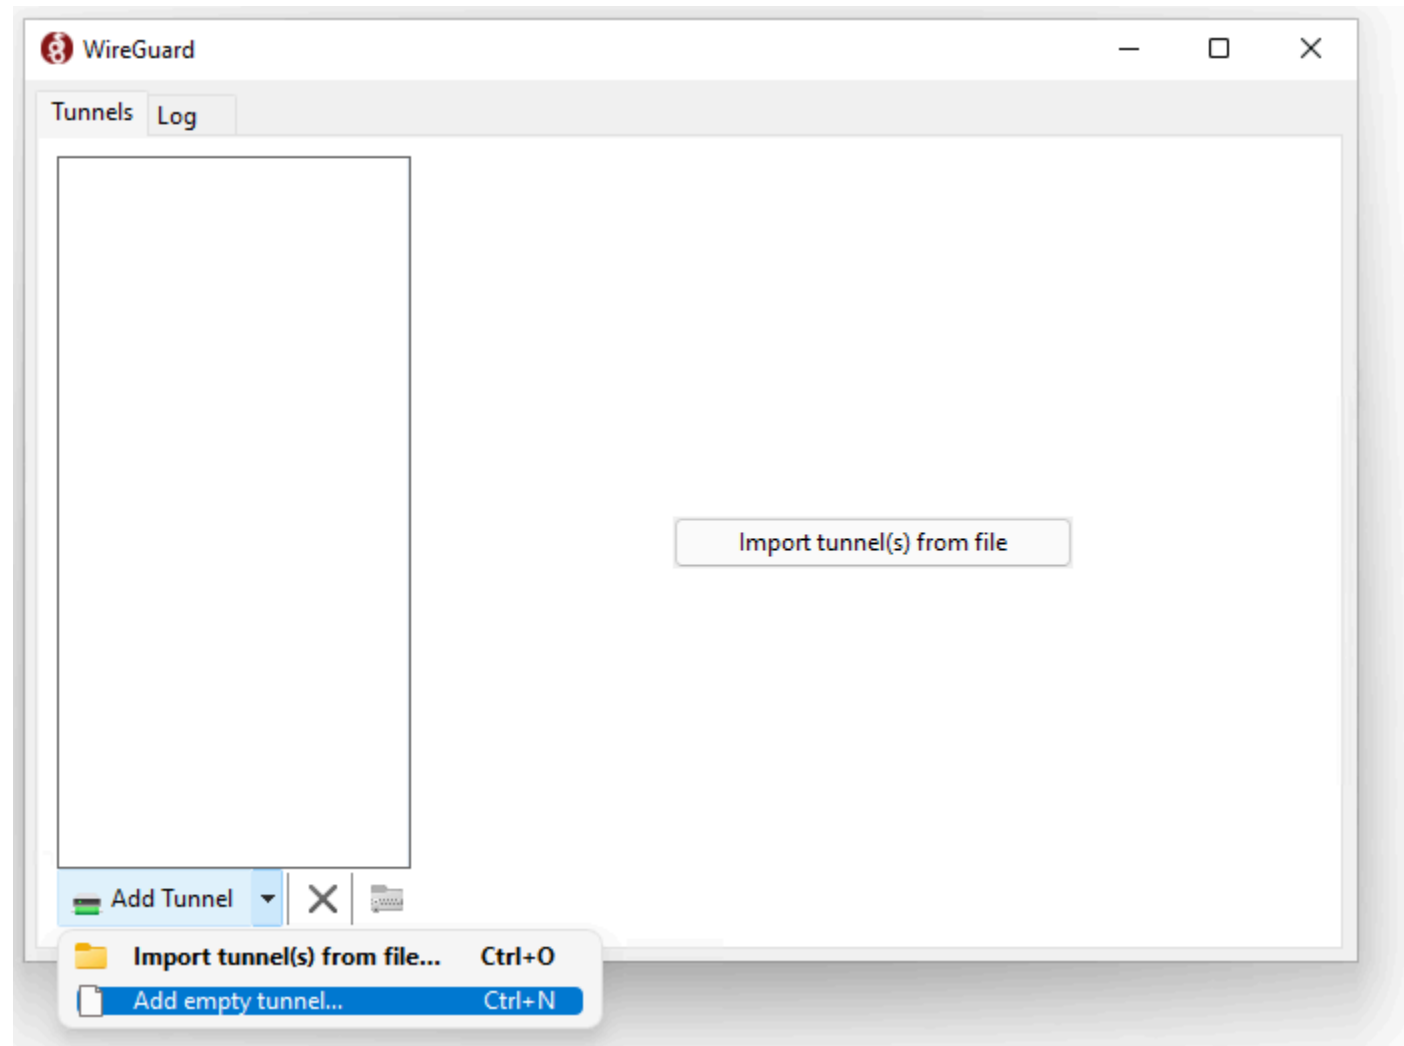 WireGuard
Tunnels Log
Import tunnel(s) from file
Add Tunnel
Import tunnel(s) from file... Ctrl+O
Add empty tunnel... Ctrl+N